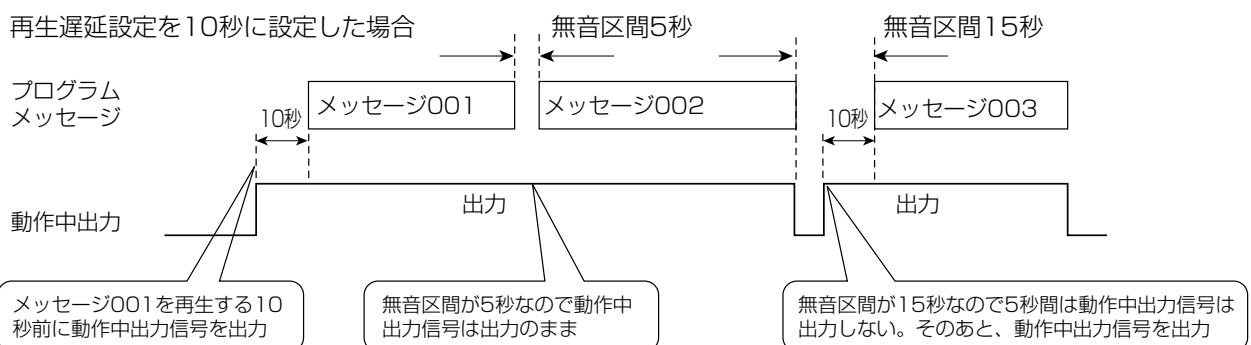 再生遅延設定を10秒に設定した場合
無音区間5秒
無音区間15秒
プログラム
メッセージ
10秒
メッセージ001
メッセージ002
10秒
メッセージ003
動作中出力
出力
出力
メッセージ001を再生する10
秒前に動作中出力信号を出力
無音区間が5秒なので動作中
出力信号は出力のまま
無音区間が15秒なので5秒間は動作中出力信号は
出力しない。そのあと、動作中出力信号を出力